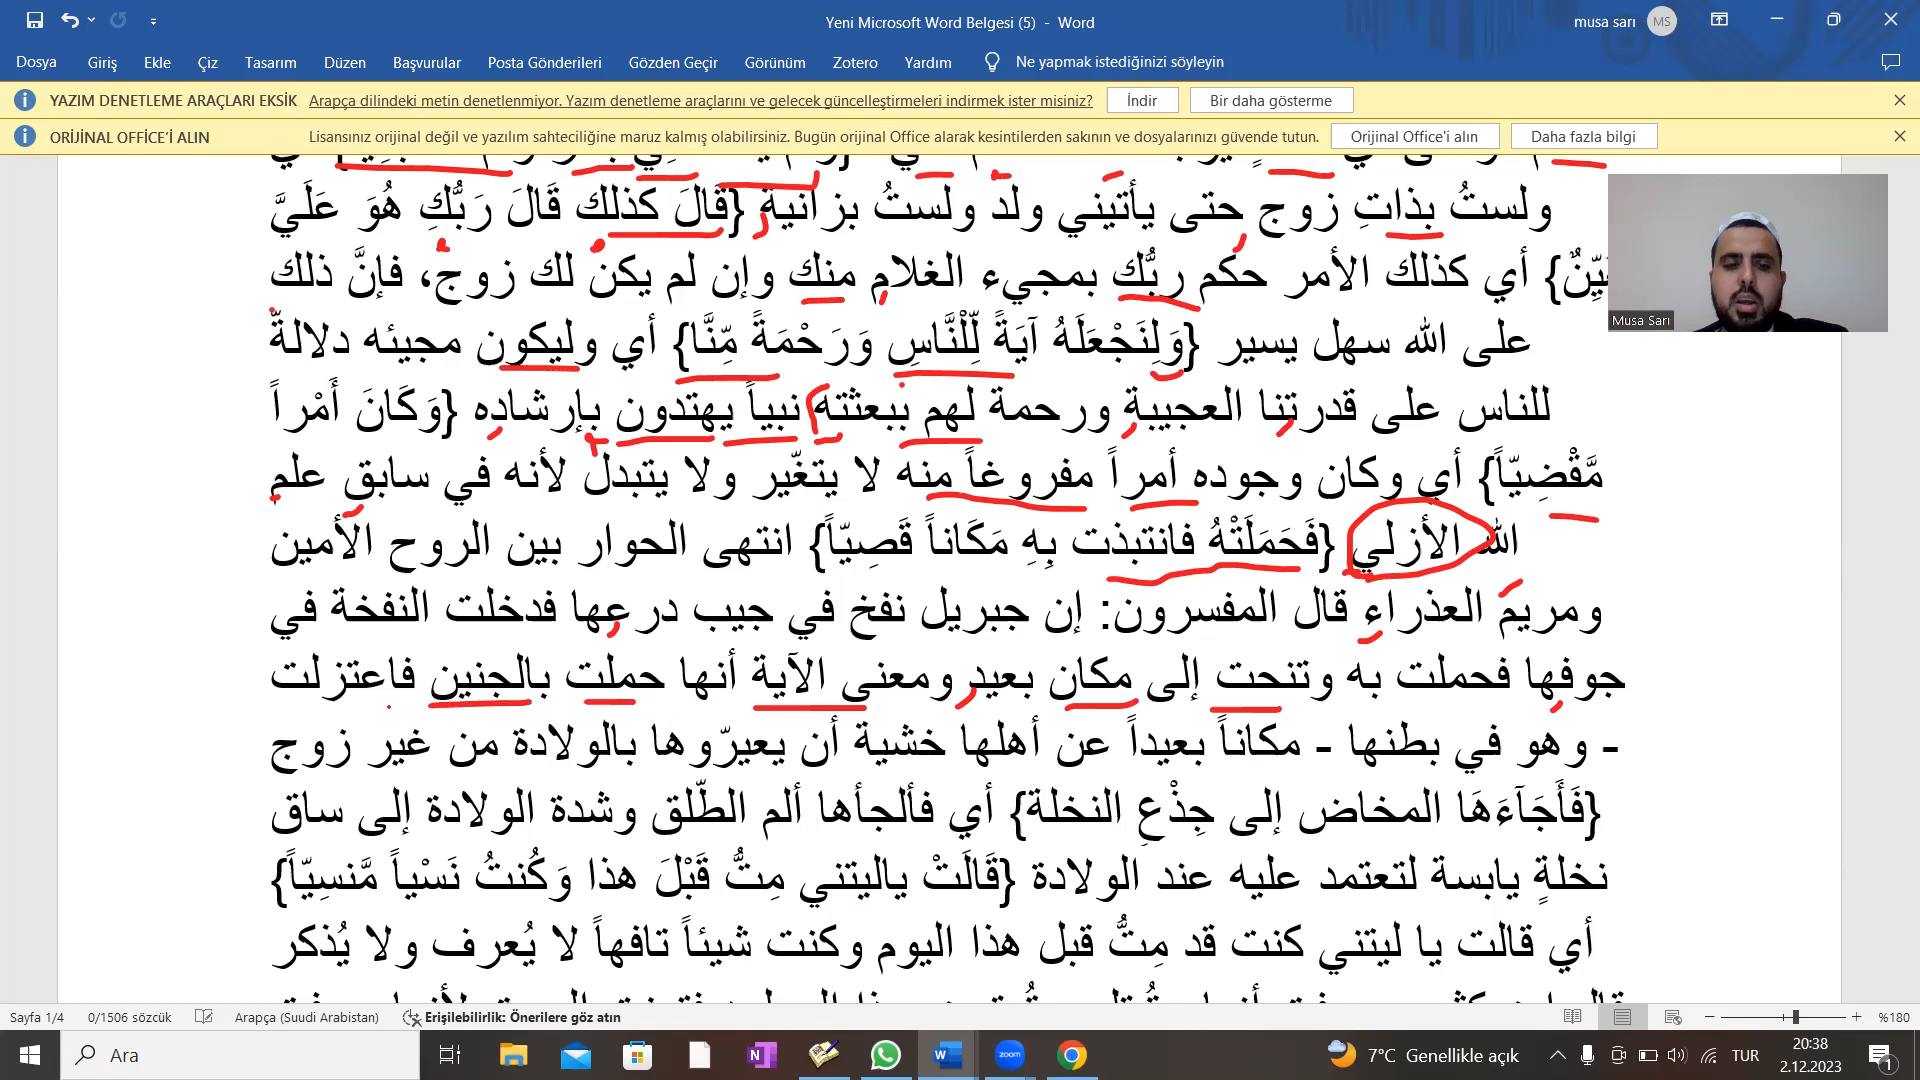 Yeni Microsoft Word Belgesi (5) - Word
musa sarı
MS
Dosya Giriş Ekle Çiz Tasarım Düzen Başvurular Posta Gönderileri Gözden Geçir Görünüm Zotero Yardım Ne yapmak istediğinizi söyleyin
YAZIM DENETLEME ARAÇLARI EKSİK Arapça dilindeki metin denetlenmiyor. Yazım denetleme araçlarını ve gelecek güncelleştirmeleri indirmek ister misiniz? İndir Bir daha gösterme
ORİJİNAL OFFICE'İ ALIN Lisansınız orijinal değil ve yazılım sahteciliğine maruz kalmış olabilirsiniz. Bugün orijinal Office alarak kesintilerden sakının ve dosyalarınızı güvende tutun. Orijinal Office'i alın Daha fazla bilgi
ولستُ بِذاتِ زوج حتى يأتيني ولد ولستُ بزانية {قَالَ كذلك قَالَ رَبُّكِ هُوَ عَلَيَّ
هَيِّنٌ} أي كذلك الأمر حكم ربُّك بمجيء الغلام منك وإن لم يكن لك زوج، فإنَّ ذلك
على الله سهل يسير {وَلِنَجْعَلَهُ آيَةً لِّلْنَّاسِ وَرَحْمَةً مِّنَّا} أي وليكون مجيئه دلالةً
للناس على قدرتنا العجيبة ورحمة لهم ببعثته نبياً يهتدون بإرشاده {وَكَانَ أَمْراً
مَّقْضِيّاً} أي وكان وجوده أمراً مفروغاً منه لا يتغّير ولا يتبدل لأنه في سابق علم
الله الأزلي {فَحَمَلَتْهُ فانتبذت بِهِ مَكَاناً قَصِيّاً} انتهى الحوار بين الروح الأمين
ومريم العذراء قال المفسرون: إن جبريل نفخ في جيب درعها فدخلت النفخة في
جوفها فحملت به وتنحت إلى مكان بعيد ومعنى الآية أنها حملت بالجنين فاعتزلت
- وهو في بطنها - مكاناً بعيداً عن أهلها خشية أن يعيرّوها بالولادة من غير زوج
{فَأَجَآءَهَا المخاض إلى جِذْعِ النخلة} أي فألجأها ألم الطّلق وشدة الولادة إلى ساق
نخلةٍ يابسة لتعتمد عليه عند الولادة {قَالَتْ ياليتني مِتُّ قَبْلَ هذا وَكُنتُ نَسْياً مَّنسِيّاً}
أي قالت يا ليتني كنت قد مِتُّ قبل هذا اليوم وكنت شيئاً تافهاً لا يُعرف ولا يُذكر
Musa Sarı
Sayfa 1/4 0/1506 sözcük Arapça (Suudi Arabistan) Erişilebilirlik: Önerilere göz atın %180
Ara
zoom
7°C Genellikle açık
TUR
20:38
2.12.2023
1